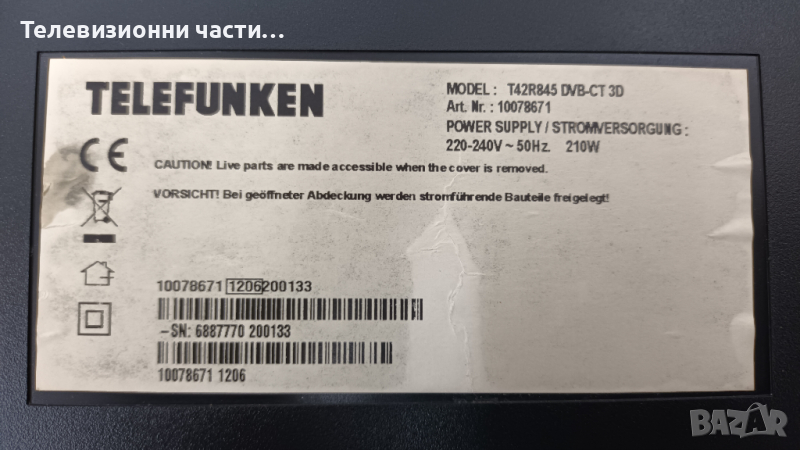 Телевизионни части...
TELEFUNKEN
MODEL : T42R845 DVB-CT 3D
Art. Nr. : 10078671
POWER SUPPLY / STROMVERSORGUNG :
220-240V ~ 50Hz. 210W
CE
CAUTION! Live parts are made accessible when the cover is removed.
VORSICHT! Bei geöffneter Abdeckung werden stromführende Bauteile freigelegt!
10078671 1206200133
-SN: 6887770 200133
10078671 1206
BAZAR